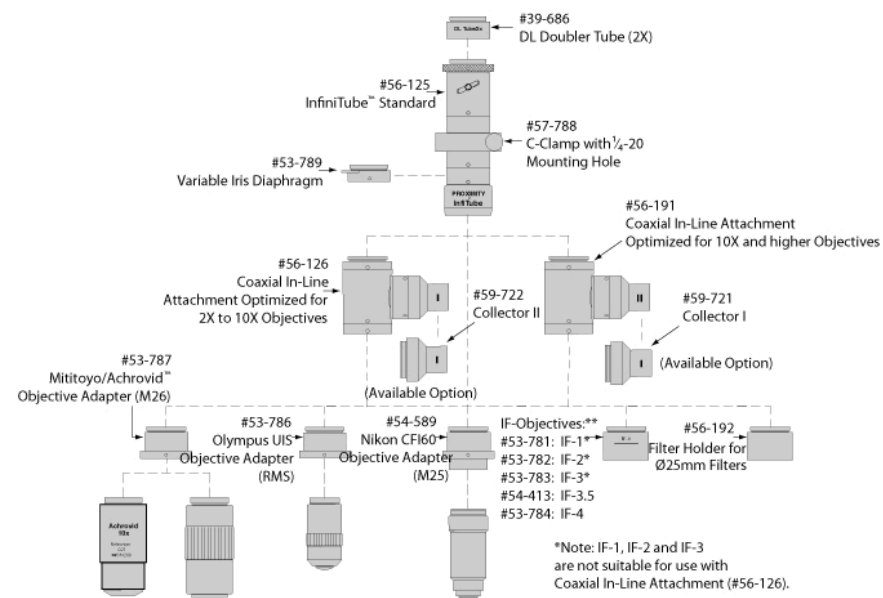 #39-686
DL Doubler Tube (2X)
DL Tube2x
#56-125
InfiniTube™ Standard
#57-788
C-Clamp with ¼-20
Mounting Hole
#53-789
Variable Iris Diaphragm
PROXIMITY
InfiTube
#56-191
Coaxial In-Line Attachment
Optimized for 10X and higher Objectives
#56-126
Coaxial In-Line
Attachment Optimized for
2X to 10X Objectives
I
II
#59-722
Collector II
#59-721
Collector I
I
I
(Available Option)
(Available Option)
#53-787
Mititoyo/Achrovid™
Objective Adapter (M26)
#53-786
Olympus UIS
Objective Adapter
(RMS)
#54-589
Nikon CFI60
Objective Adapter
(M25)
IF-Objectives:**
#53-781: IF-1*
#53-782: IF-2*
#53-783: IF-3*
#54-413: IF-3.5
#53-784: IF-4
#56-192
Filter Holder for
Ø25mm Filters
Achrovid
10x
*Note: IF-1, IF-2 and IF-3
are not suitable for use with
Coaxial In-Line Attachment (#56-126).